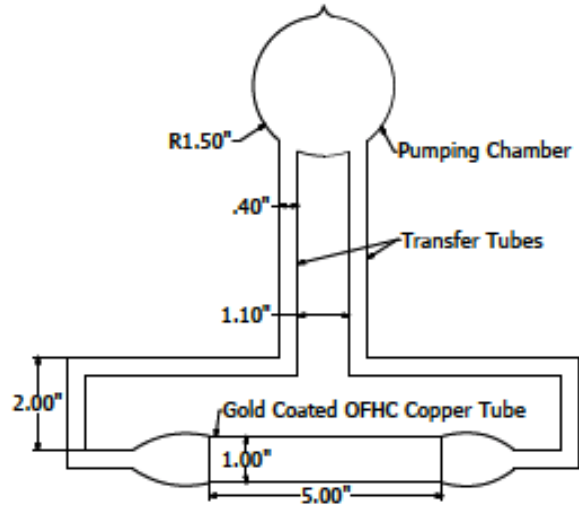 R1.50"
Pumping Chamber
.40"
Transfer Tubes
1.10"
2.00"
Gold Coated OFHC Copper Tube
1.00"
5.00"